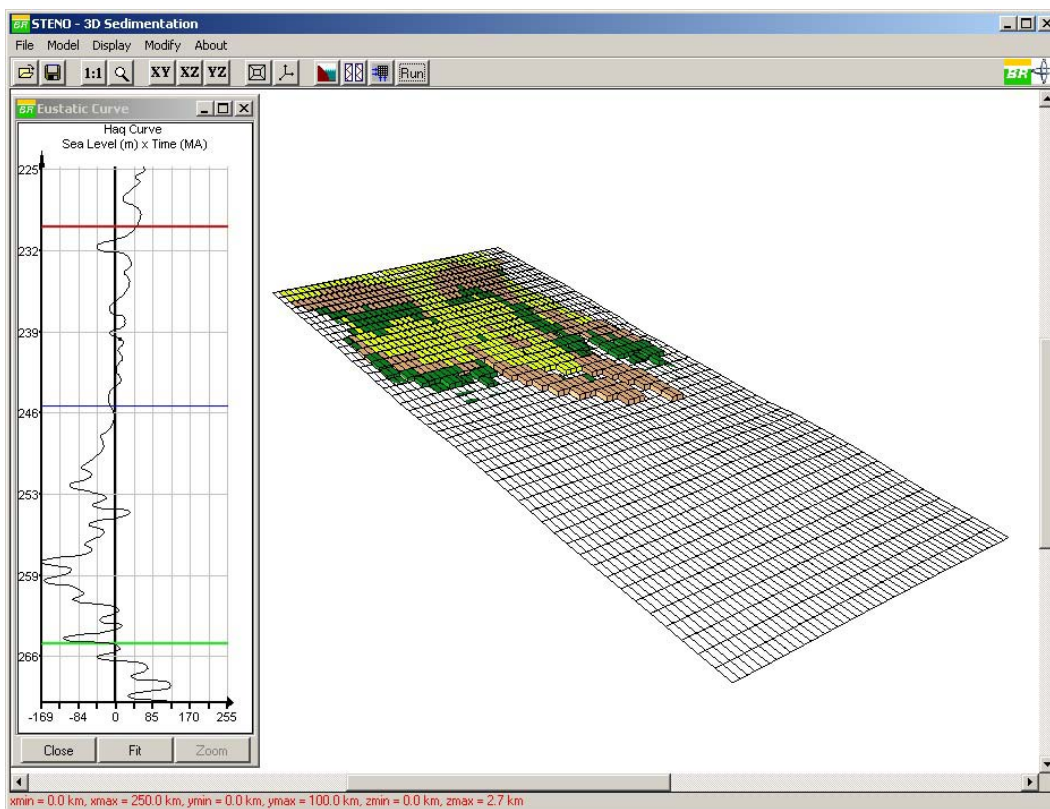 BR STENO - 3D Sedimentation
File Model Display Modify About
1:1 XY XZ YZ Run
BR
BR Eustatic Curve
Haq Curve
Sea Level (m) x Time (MA)
225
232
239
246
253
259
266
-169 -84 0 85 170 255
Close Fit Zoom
xmin = 0.0 km, xmax = 250.0 km, ymin = 0.0 km, ymax = 100.0 km, zmin = 0.0 km, zmax = 2.7 km